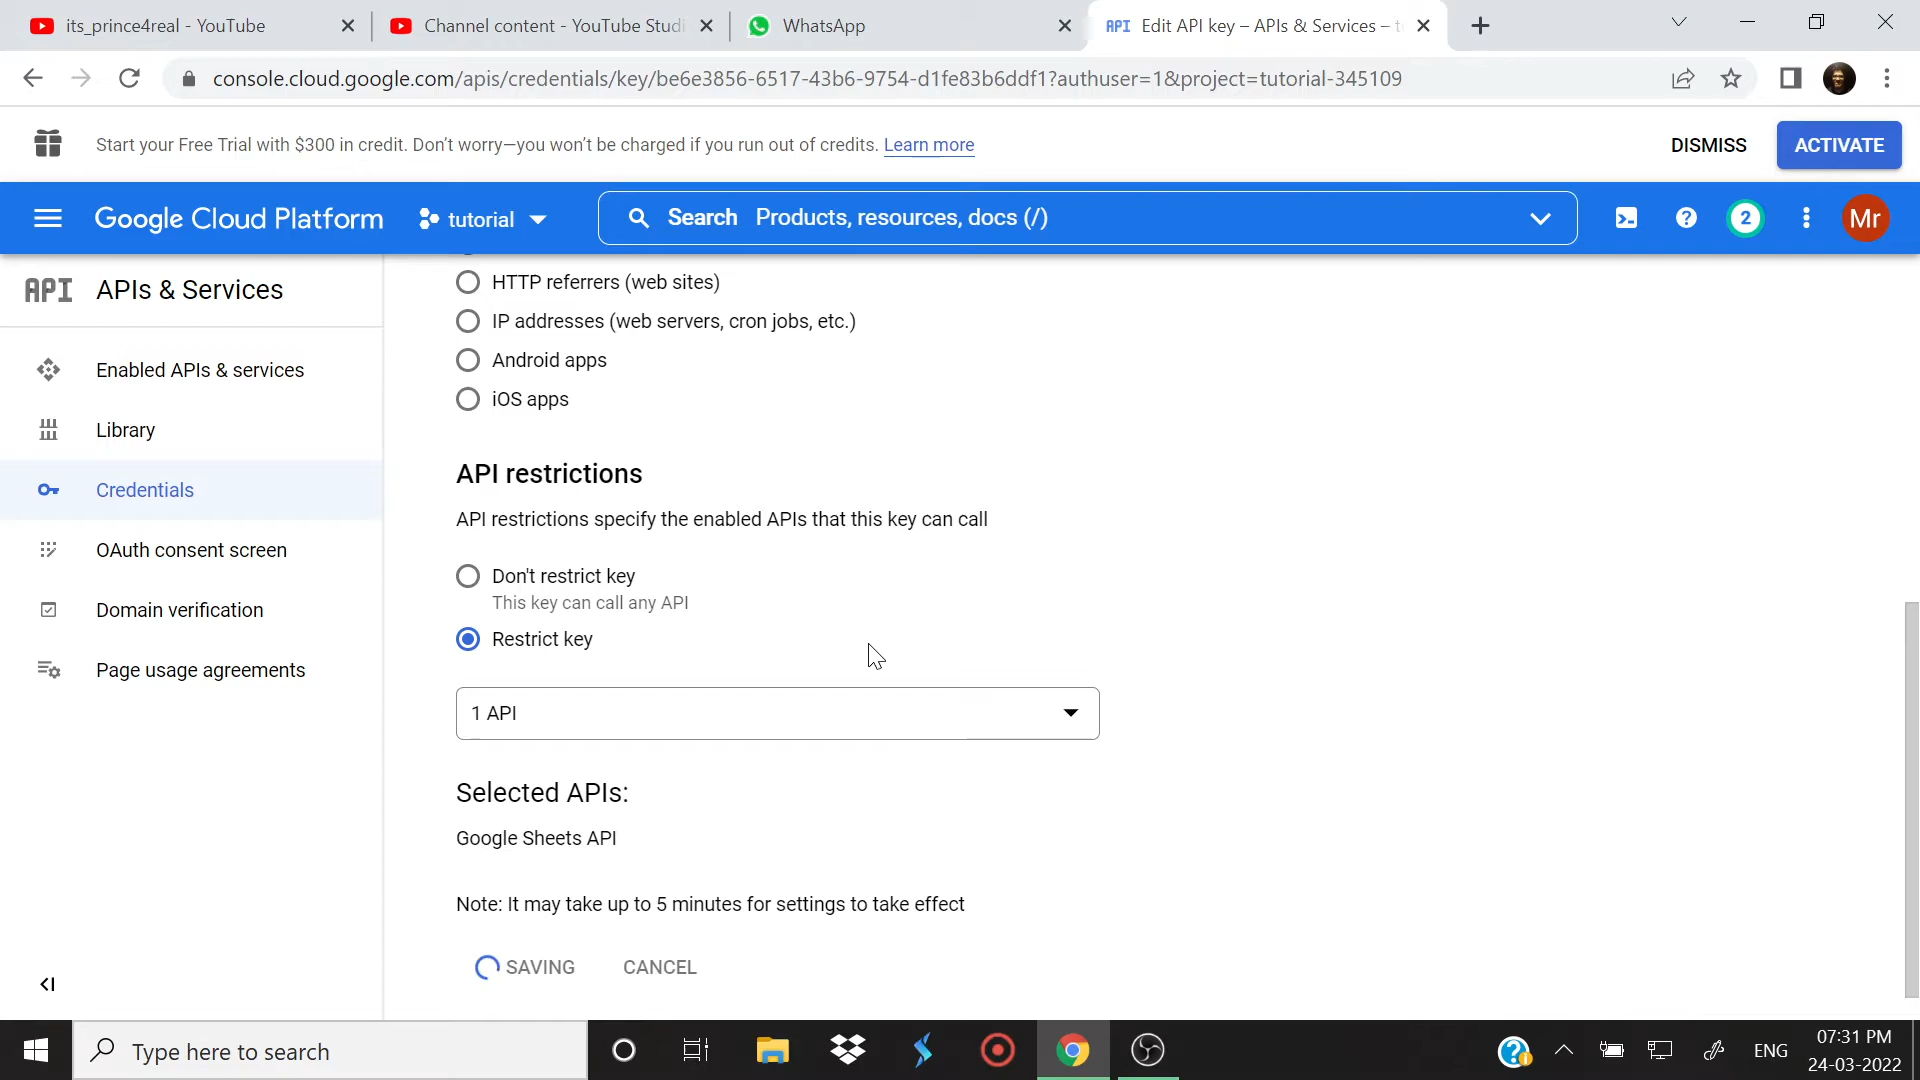 its_prince4real - YouTube
Channel content - YouTube Studi
WhatsApp
API Edit API key – APIs & Services – t
console.cloud.google.com/apis/credentials/key/be6e3856-6517-43b6-9754-d1fe83b6ddf1?authuser=1&project=tutorial-345109
Start your Free Trial with $300 in credit. Don't worry—you won't be charged if you run out of credits. Learn more
DISMISS
ACTIVATE
Google Cloud Platform
tutorial
Search Products, resources, docs (/)
2
Mr
API APIs & Services
Enabled APIs & services
Library
Credentials
OAuth consent screen
Domain verification
Page usage agreements
HTTP referrers (web sites)
IP addresses (web servers, cron jobs, etc.)
Android apps
iOS apps
API restrictions
API restrictions specify the enabled APIs that this key can call
Don't restrict key
This key can call any API
Restrict key
1 API
Selected APIs:
Google Sheets API
Note: It may take up to 5 minutes for settings to take effect
SAVING
CANCEL
Type here to search
ENG
07:31 PM
24-03-2022